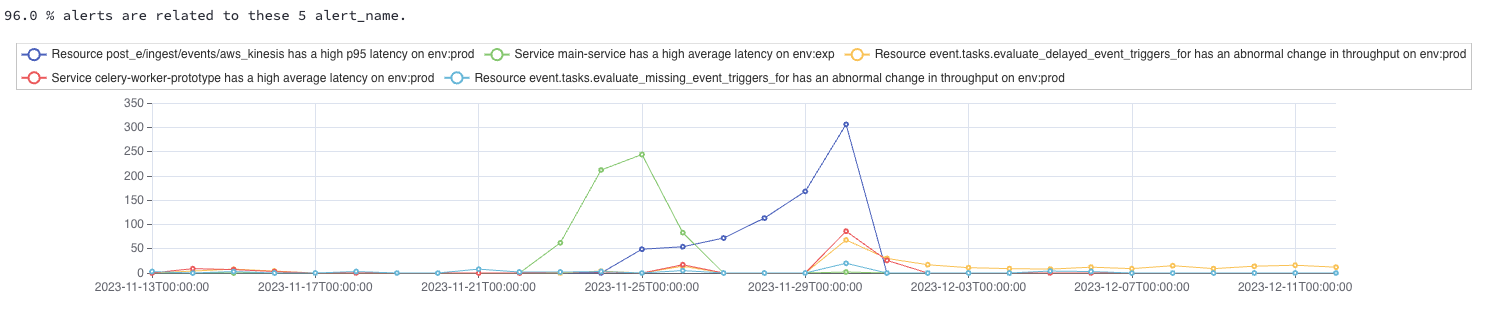 96.0 % alerts are related to these 5 alert_name.
Resource post_e/ingest/events/aws_kinesis has a high p95 latency on env:prod Service main-service has a high average latency on env:exp Resource event.tasks.evaluate_delayed_event_triggers_for has an abnormal change in throughput on env:prod
Service celery-worker-prototype has a high average latency on env:prod Resource event.tasks.evaluate_missing_event_triggers_for has an abnormal change in throughput on env:prod
350
300
250
200
150
100
50
0
2023-11-13T00:00:00 2023-11-17T00:00:00 2023-11-21T00:00:00 2023-11-25T00:00:00 2023-11-29T00:00:00 2023-12-03T00:00:00 2023-12-07T00:00:00 2023-12-11T00:00:00